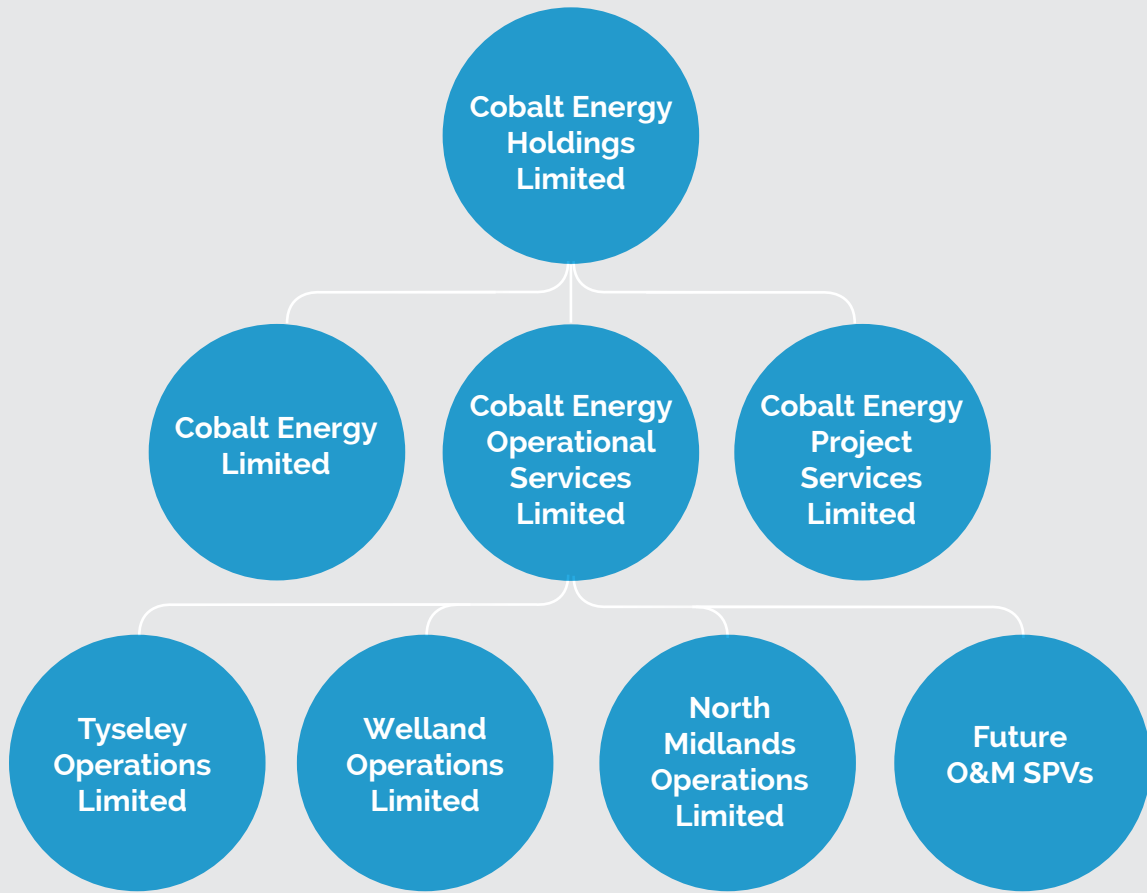 Cobalt Energy
Holdings
Limited
Cobalt Energy
Limited
Cobalt Energy
Operational
Services
Limited
Cobalt Energy
Project
Services
Limited
Tyseley
Operations
Limited
Welland
Operations
Limited
North
Midlands
Operations
Limited
Future
O&M SPVs